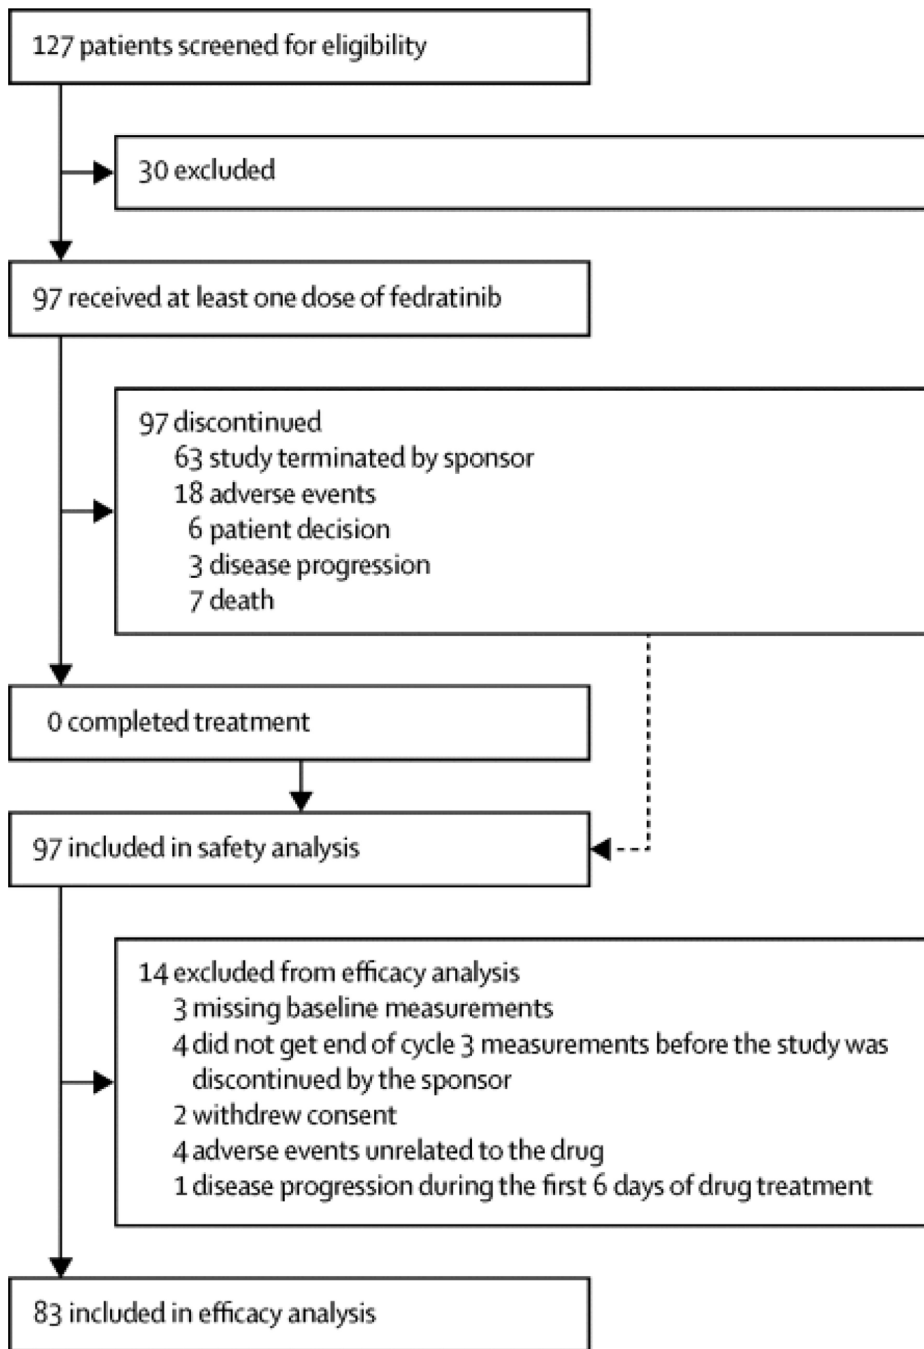 127 patients screened for eligibility
30 excluded
97 received at least one dose of fedratinib
97 discontinued
63 study terminated by sponsor
18 adverse events
6 patient decision
3 disease progression
7 death
0 completed treatment
97 included in safety analysis
14 excluded from efficacy analysis
3 missing baseline measurements
4 did not get end of cycle 3 measurements before the study was
discontinued by the sponsor
2 withdrew consent
4 adverse events unrelated to the drug
1 disease progression during the first 6 days of drug treatment
83 included in efficacy analysis